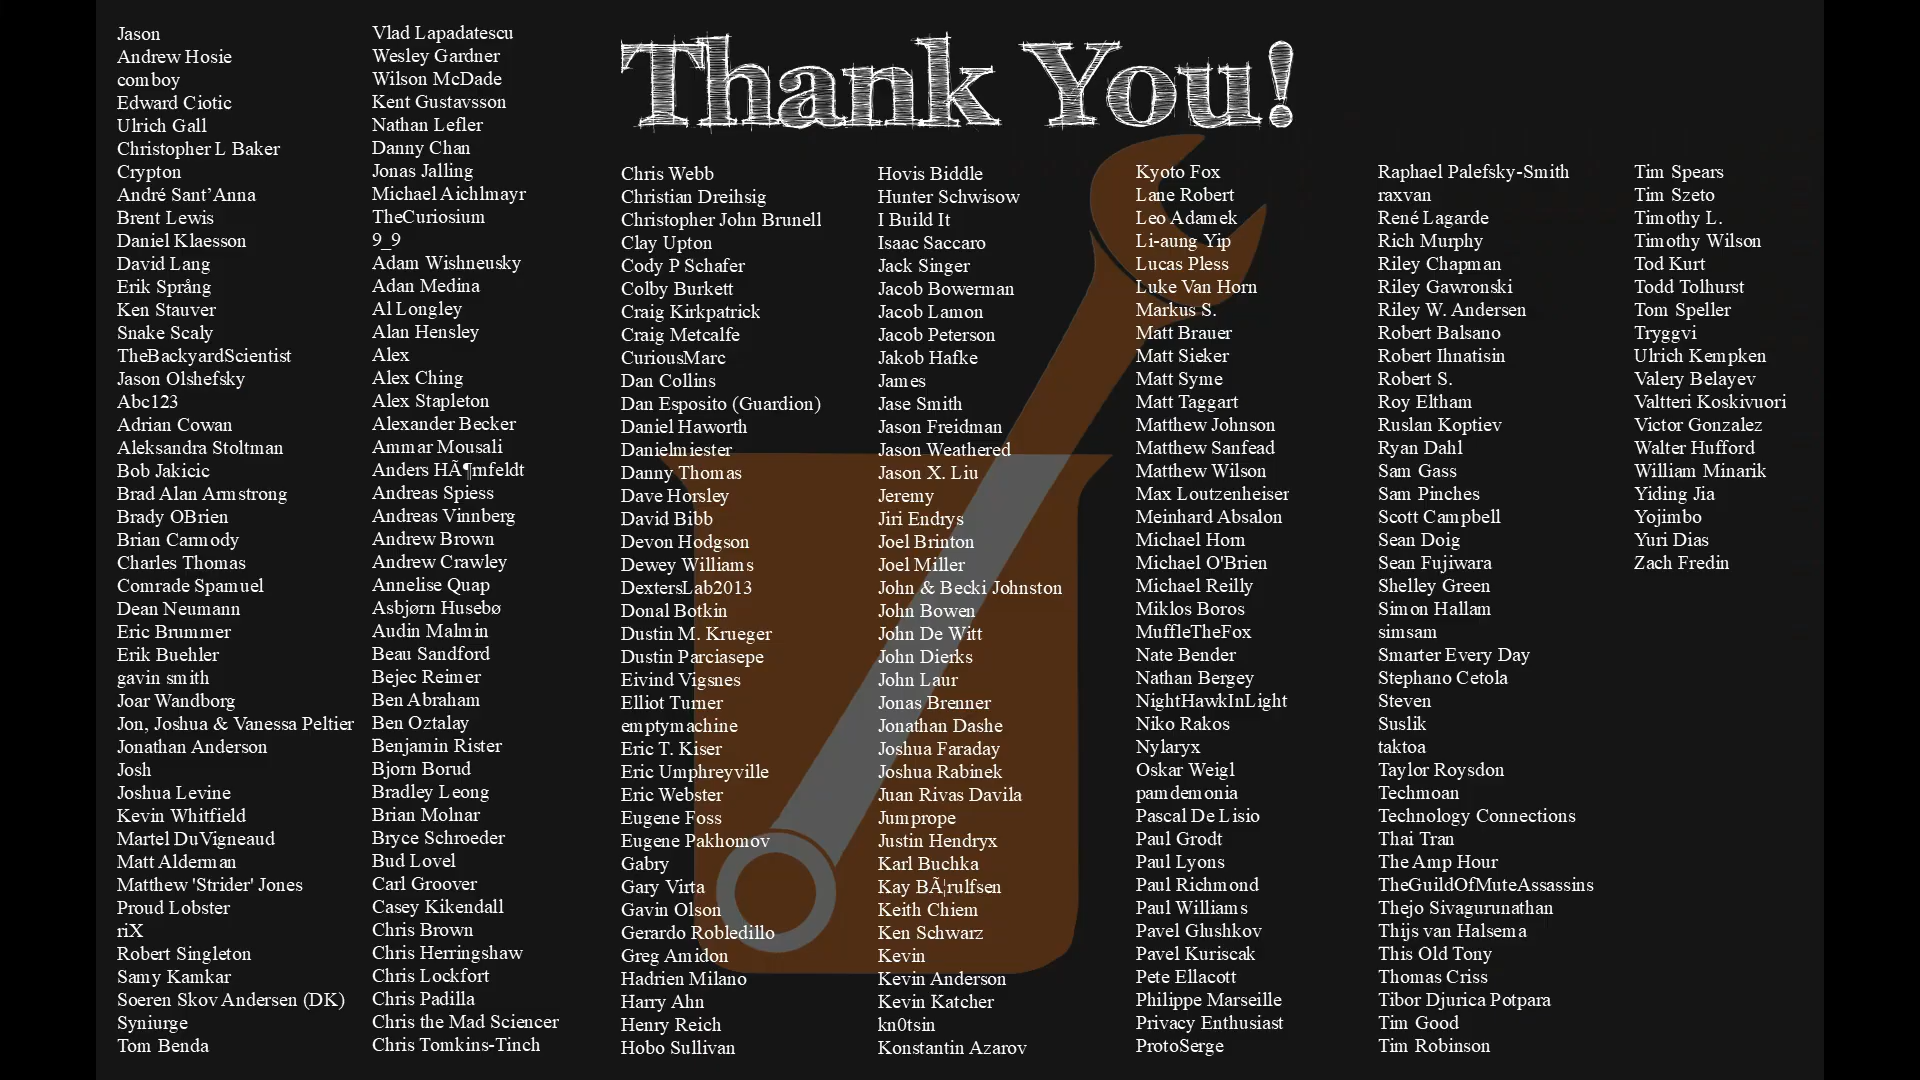 Thank You!
Jason
Andrew Hosie
comboy
Edward Ciotic
Ulrich Gall
Christopher L Baker
Crypton
André Sant’Anna
Brent Lewis
Daniel Klaesson
David Lang
Erik Språng
Ken Stauver
Snake Scaly
TheBackyardScientist
Jason Olshefsky
Abc123
Adrian Cowan
Aleksandra Stoltman
Bob Jakicic
Brad Alan Armstrong
Brady OBrien
Brian Carmody
Charles Thomas
Comrade Spamuel
Dean Neumann
Eric Brummer
Erik Buehler
gavin smith
Joar Wandborg
Jon, Joshua & Vanessa Peltier
Jonathan Anderson
Josh
Joshua Levine
Kevin Whitfield
Martel DuVigneaud
Matt Alderman
Matthew 'Strider' Jones
Proud Lobster
riX
Robert Singleton
Samy Kamkar
Soeren Skov Andersen (DK)
Syniurge
Tom Benda
Vlad Lapadatescu
Wesley Gardner
Wilson McDade
Kent Gustavsson
Nathan Lefler
Danny Chan
Jonas Jalling
Michael Aichlmayr
TheCuriosium
9_9
Adam Wishneusky
Adan Medina
Al Longley
Alan Hensley
Alex
Alex Ching
Alex Stapleton
Alexander Becker
Ammar Mousali
Anders HÃ¶rnfeldt
Andreas Spiess
Andreas Vinnberg
Andrew Brown
Andrew Crawley
Annelise Quap
Asbjørn Husebø
Audin Malmin
Beau Sandford
Bejec Reimer
Ben Abraham
Ben Oztalay
Benjamin Rister
Bjorn Borud
Bradley Leong
Brian Molnar
Bryce Schroeder
Bud Lovel
Carl Groover
Casey Kikendall
Chris Brown
Chris Herringshaw
Chris Lockfort
Chris Padilla
Chris the Mad Sciencer
Chris Tomkins-Tinch
Chris Webb
Christian Dreihsig
Christopher John Brunell
Clay Upton
Cody P Schafer
Colby Burkett
Craig Kirkpatrick
Craig Metcalfe
CuriousMarc
Dan Collins
Dan Esposito (Guardion)
Daniel Haworth
Danielmiester
Danny Thomas
Dave Horsley
David Bibb
Devon Hodgson
Dewey Williams
DextersLab2013
Donal Botkin
Dustin M. Krueger
Dustin Parciasepe
Eivind Vigsnes
Elliot Turner
emptymachine
Eric T. Kiser
Eric Umphreyville
Eric Webster
Eugene Foss
Eugene Pakhomov
Gabry
Gary Virta
Gavin Olson
Gerardo Robledillo
Greg Amidon
Hadrien Milano
Harry Ahn
Henry Reich
Hobo Sullivan
Hovis Biddle
Hunter Schwisow
I Build It
Isaac Saccaro
Jack Singer
Jacob Bowerman
Jacob Lamon
Jacob Peterson
Jakob Hafke
James
Jase Smith
Jason Freidman
Jason Weathered
Jason X. Liu
Jeremy
Jiri Endrys
Joel Brinton
Joel Miller
John & Becki Johnston
John Bowen
John De Witt
John Dierks
John Laur
Jonas Brenner
Jonathan Dashe
Joshua Faraday
Joshua Rabinek
Juan Rivas Davila
Jumprope
Justin Hendryx
Karl Buchka
Kay BÃ¦rulfsen
Keith Chiem
Ken Schwarz
Kevin
Kevin Anderson
Kevin Katcher
kn0tsin
Konstantin Azarov
Kyoto Fox
Lane Robert
Leo Adamek
Li-aung Yip
Lucas Pless
Luke Van Horn
Markus S.
Matt Brauer
Matt Sieker
Matt Syme
Matt Taggart
Matthew Johnson
Matthew Sanfead
Matthew Wilson
Max Loutzenheiser
Meinhard Absalon
Michael Horn
Michael O'Brien
Michael Reilly
Miklos Boros
MuffleTheFox
Nate Bender
Nathan Bergey
NightHawkInLight
Niko Rakos
Nylaryx
Oskar Weigl
pamdemonia
Pascal De Lisio
Paul Grodt
Paul Lyons
Paul Richmond
Paul Williams
Pavel Glushkov
Pavel Kuriscak
Pete Ellacott
Philippe Marseille
Privacy Enthusiast
ProtoSerge
Raphael Palefsky-Smith
raxvan
René Lagarde
Rich Murphy
Riley Chapman
Riley Gawronski
Riley W. Andersen
Robert Balsano
Robert Ihnatisin
Robert S.
Roy Eltham
Ruslan Koptiev
Ryan Dahl
Sam Gass
Sam Pinches
Scott Campbell
Sean Doig
Sean Fujiwara
Shelley Green
Simon Hallam
simsam
Smarter Every Day
Stephano Cetola
Steven
Suslik
taktoa
Taylor Roysdon
Techmoan
Technology Connections
Thai Tran
The Amp Hour
TheGuildOfMuteAssassins
Thejo Sivagurunathan
Thijs van Halsema
This Old Tony
Thomas Criss
Tibor Djurica Potpara
Tim Good
Tim Robinson
Tim Spears
Tim Szeto
Timothy L.
Timothy Wilson
Tod Kurt
Todd Tolhurst
Tom Speller
Tryggvi
Ulrich Kempken
Valery Belayev
Valtteri Koskivuori
Victor Gonzalez
Walter Hufford
William Minarik
Yiding Jia
Yojimbo
Yuri Dias
Zach Fredin